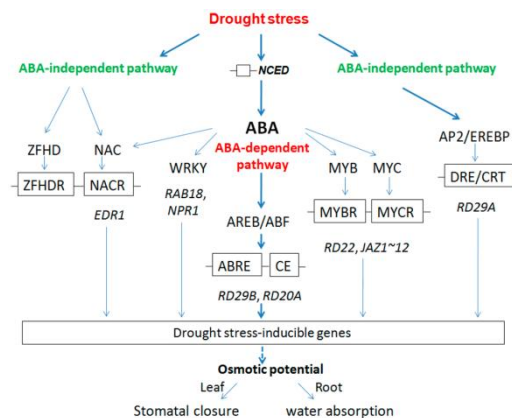 Drought stress
ABA-independent pathway
NCED
ABA-independent pathway
ABA
ABA-dependent
pathway
ZFHD
NAC
WRKY
MYB
MYC
AP2/EREBP
ZFHDR
NACR
RAB18,
NPR1
MYBR
MYCR
DRE/CRT
EDR1
AREB/ABF
RD29A
ABRE
CE
RD22, JAZ1~12
RD29B, RD20A
Drought stress-inducible genes
Osmotic potential
Leaf
Root
Stomatal closure
water absorption